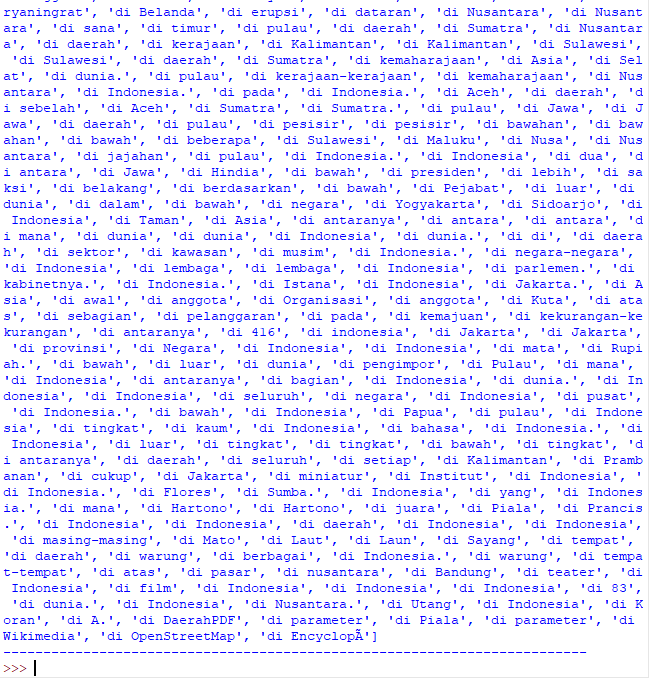 ryaningrat', 'di Belanda', 'di erupsi', 'di dataran', 'di Nusantara', 'di Nusant
ara', 'di sana', 'di timur', 'di pulau', 'di daerah', 'di Sumatra', 'di Nusantar
a', 'di daerah', 'di kerajaan', 'di Kalimantan', 'di Kalimantan', 'di Sulawesi',
 'di Sulawesi', 'di daerah', 'di Sumatra', 'di kemaharajaan', 'di Asia', 'di Sel
at', 'di dunia.', 'di pulau', 'di kerajaan-kerajaan', 'di kemaharajaan', 'di Nus
antara', 'di Indonesia.', 'di pada', 'di Indonesia.', 'di Aceh', 'di daerah', 'd
i sebelah', 'di Aceh', 'di Sumatra', 'di Sumatra.', 'di pulau', 'di Jawa', 'di J
awa', 'di daerah', 'di pulau', 'di pesisir', 'di pesisir', 'di bawahan', 'di baw
ahan', 'di bawah', 'di beberapa', 'di Sulawesi', 'di Maluku', 'di Nusa', 'di Nus
antara', 'di jajahan', 'di pulau', 'di Indonesia.', 'di Indonesia', 'di dua', 'd
i antara', 'di Jawa', 'di Hindia', 'di bawah', 'di presiden', 'di lebih', 'di sa
ksi', 'di belakang', 'di berdasarkan', 'di bawah', 'di Pejabat', 'di luar', 'di 
dunia', 'di dalam', 'di bawah', 'di negara', 'di Yogyakarta', 'di Sidoarjo', 'di
 Indonesia', 'di Taman', 'di Asia', 'di antaranya', 'di antara', 'di antara', 'd
i mana', 'di dunia', 'di dunia', 'di Indonesia', 'di dunia.', 'di di', 'di daera
h', 'di sektor', 'di kawasan', 'di musim', 'di Indonesia.', 'di negara-negara',
 'di Indonesia', 'di lembaga', 'di lembaga', 'di Indonesia', 'di parlemen.', 'di 
kabinetnya.', 'di Indonesia.', 'di Istana', 'di Indonesia', 'di Jakarta.', 'di A
sia', 'di awal', 'di anggota', 'di Organisasi', 'di anggota', 'di Kuta', 'di ata
s', 'di sebagian', 'di pelanggaran', 'di pada', 'di kemajuan', 'di kekurangan-ke
kurangan', 'di antaranya', 'di 416', 'di indonesia', 'di Jakarta', 'di Jakarta',
 'di provinsi', 'di Negara', 'di Indonesia', 'di Indonesia', 'di mata', 'di Rupi
ah.', 'di bawah', 'di luar', 'di dunia', 'di pengimpor', 'di Pulau', 'di mana',
 'di Indonesia', 'di antaranya', 'di bagian', 'di Indonesia', 'di dunia.', 'di In
donesia', 'di Indonesia', 'di seluruh', 'di negara', 'di Indonesia', 'di pusat',
 'di Indonesia.', 'di bawah', 'di Indonesia', 'di Papua', 'di pulau', 'di Indone
sia', 'di tingkat', 'di kaum', 'di Indonesia', 'di bahasa', 'di Indonesia.', 'di
 Indonesia', 'di luar', 'di tingkat', 'di tingkat', 'di bawah', 'di tingkat', 'd
i antaranya', 'di daerah', 'di seluruh', 'di setiap', 'di Kalimantan', 'di Pramb
anan', 'di cukup', 'di Jakarta', 'di miniatur', 'di Institut', 'di Indonesia', '
di Indonesia.', 'di Flores', 'di Sumba.', 'di Indonesia', 'di yang', 'di Indones
ia.', 'di mana', 'di Hartono', 'di Hartono', 'di juara', 'di Piala', 'di Prancis
.', 'di Indonesia', 'di Indonesia', 'di daerah', 'di Indonesia', 'di Indonesia',
 'di masing-masing', 'di Mato', 'di Laut', 'di Laun', 'di Sayang', 'di tempat',
 'di daerah', 'di warung', 'di berbagai', 'di Indonesia.', 'di warung', 'di tempa
t-tempat', 'di atas', 'di pasar', 'di nusantara', 'di Bandung', 'di teater', 'di
 Indonesia', 'di film', 'di Indonesia', 'di Indonesia', 'di Indonesia', 'di 83',
 'di dunia.', 'di Indonesia', 'di Nusantara.', 'di Utang', 'di Indonesia', 'di K
oran', 'di A.', 'di DaerahPDF', 'di parameter', 'di Piala', 'di parameter', 'di 
Wikimedia', 'di OpenStreetMap', 'di EncyclopÃ']
-------------------------------------------------------------------------
>>>